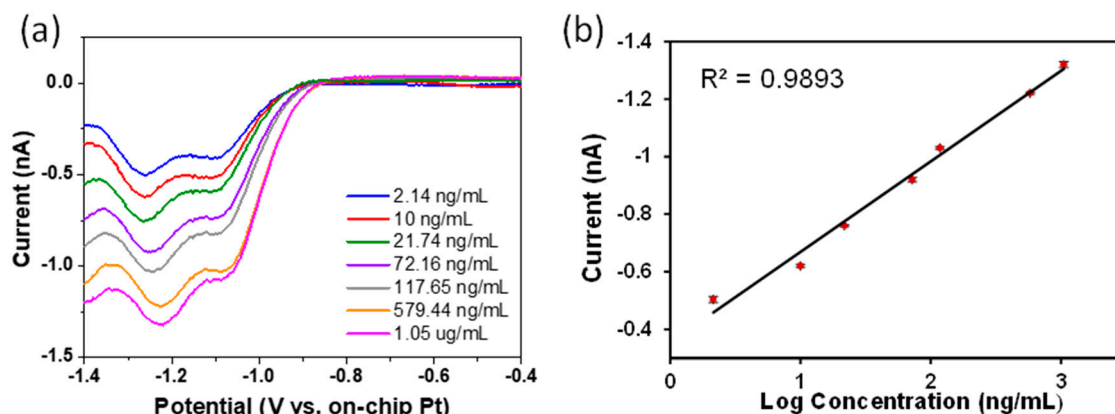 (a)
0.0
-0.5
-1.0
-1.5
Current (nA)
2.14 ng/mL
10 ng/mL
21.74 ng/mL
72.16 ng/mL
117.65 ng/mL
579.44 ng/mL
1.05 ug/mL
-1.4 -1.2 -1.0 -0.8 -0.6 -0.4
Potential (V vs. on-chip Pt)
(b)
-1.4
-1.2
-1
-0.8
-0.6
-0.4
Current (nA)
R² = 0.9893
0 1 2 3
Log Concentration (ng/mL)